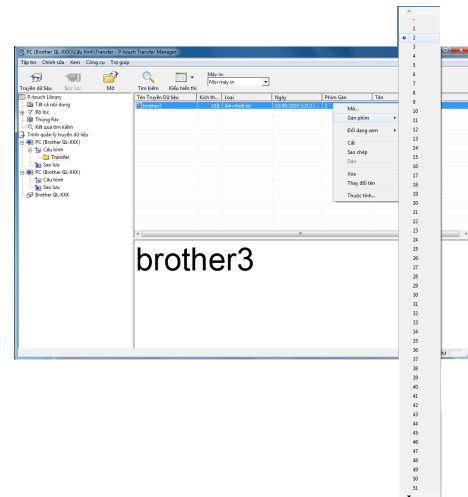 PC (Brother QL-XXX)\Cấu hình\Transfer - P-touch Transfer Manager
Tập tin Chỉnh sửa Xem Công cụ Trợ giúp
Truyền dữ liệu Sao lưu Mở Tìm kiếm Kiểu hiển thị
Máy in:
Mọi máy in
P-touch Library
Tất cả nội dung
Bộ lọc
Thùng Rác
Kết quả tìm kiếm
Trình quản lý truyền dữ liệu
PC (Brother QL-XXX)
Cấu hình
Transfer
Sao lưu
PC (Brother QL-XXX)
Cấu hình
Sao lưu
Brother QL-XXX
Tên Truyền Dữ liệu Kích th... Loại Ngày Phím Gán Tên
brother3 1KB Bản thiết kế 2
Mở...
Gán phím
Đổi dạng xem
Cắt
Sao chép
Dán
Xóa
Thay đổi tên
Thuộc tính...
brother3
-
1
2
3
4
5
6
7
8
9
10
11
12
13
14
15
16
17
18
19
20
21
22
23
24
25
26
27
28
29
30
31
32
33
34
35
36
37
38
39
40
41
42
43
44
45
46
47
48
49
50
51